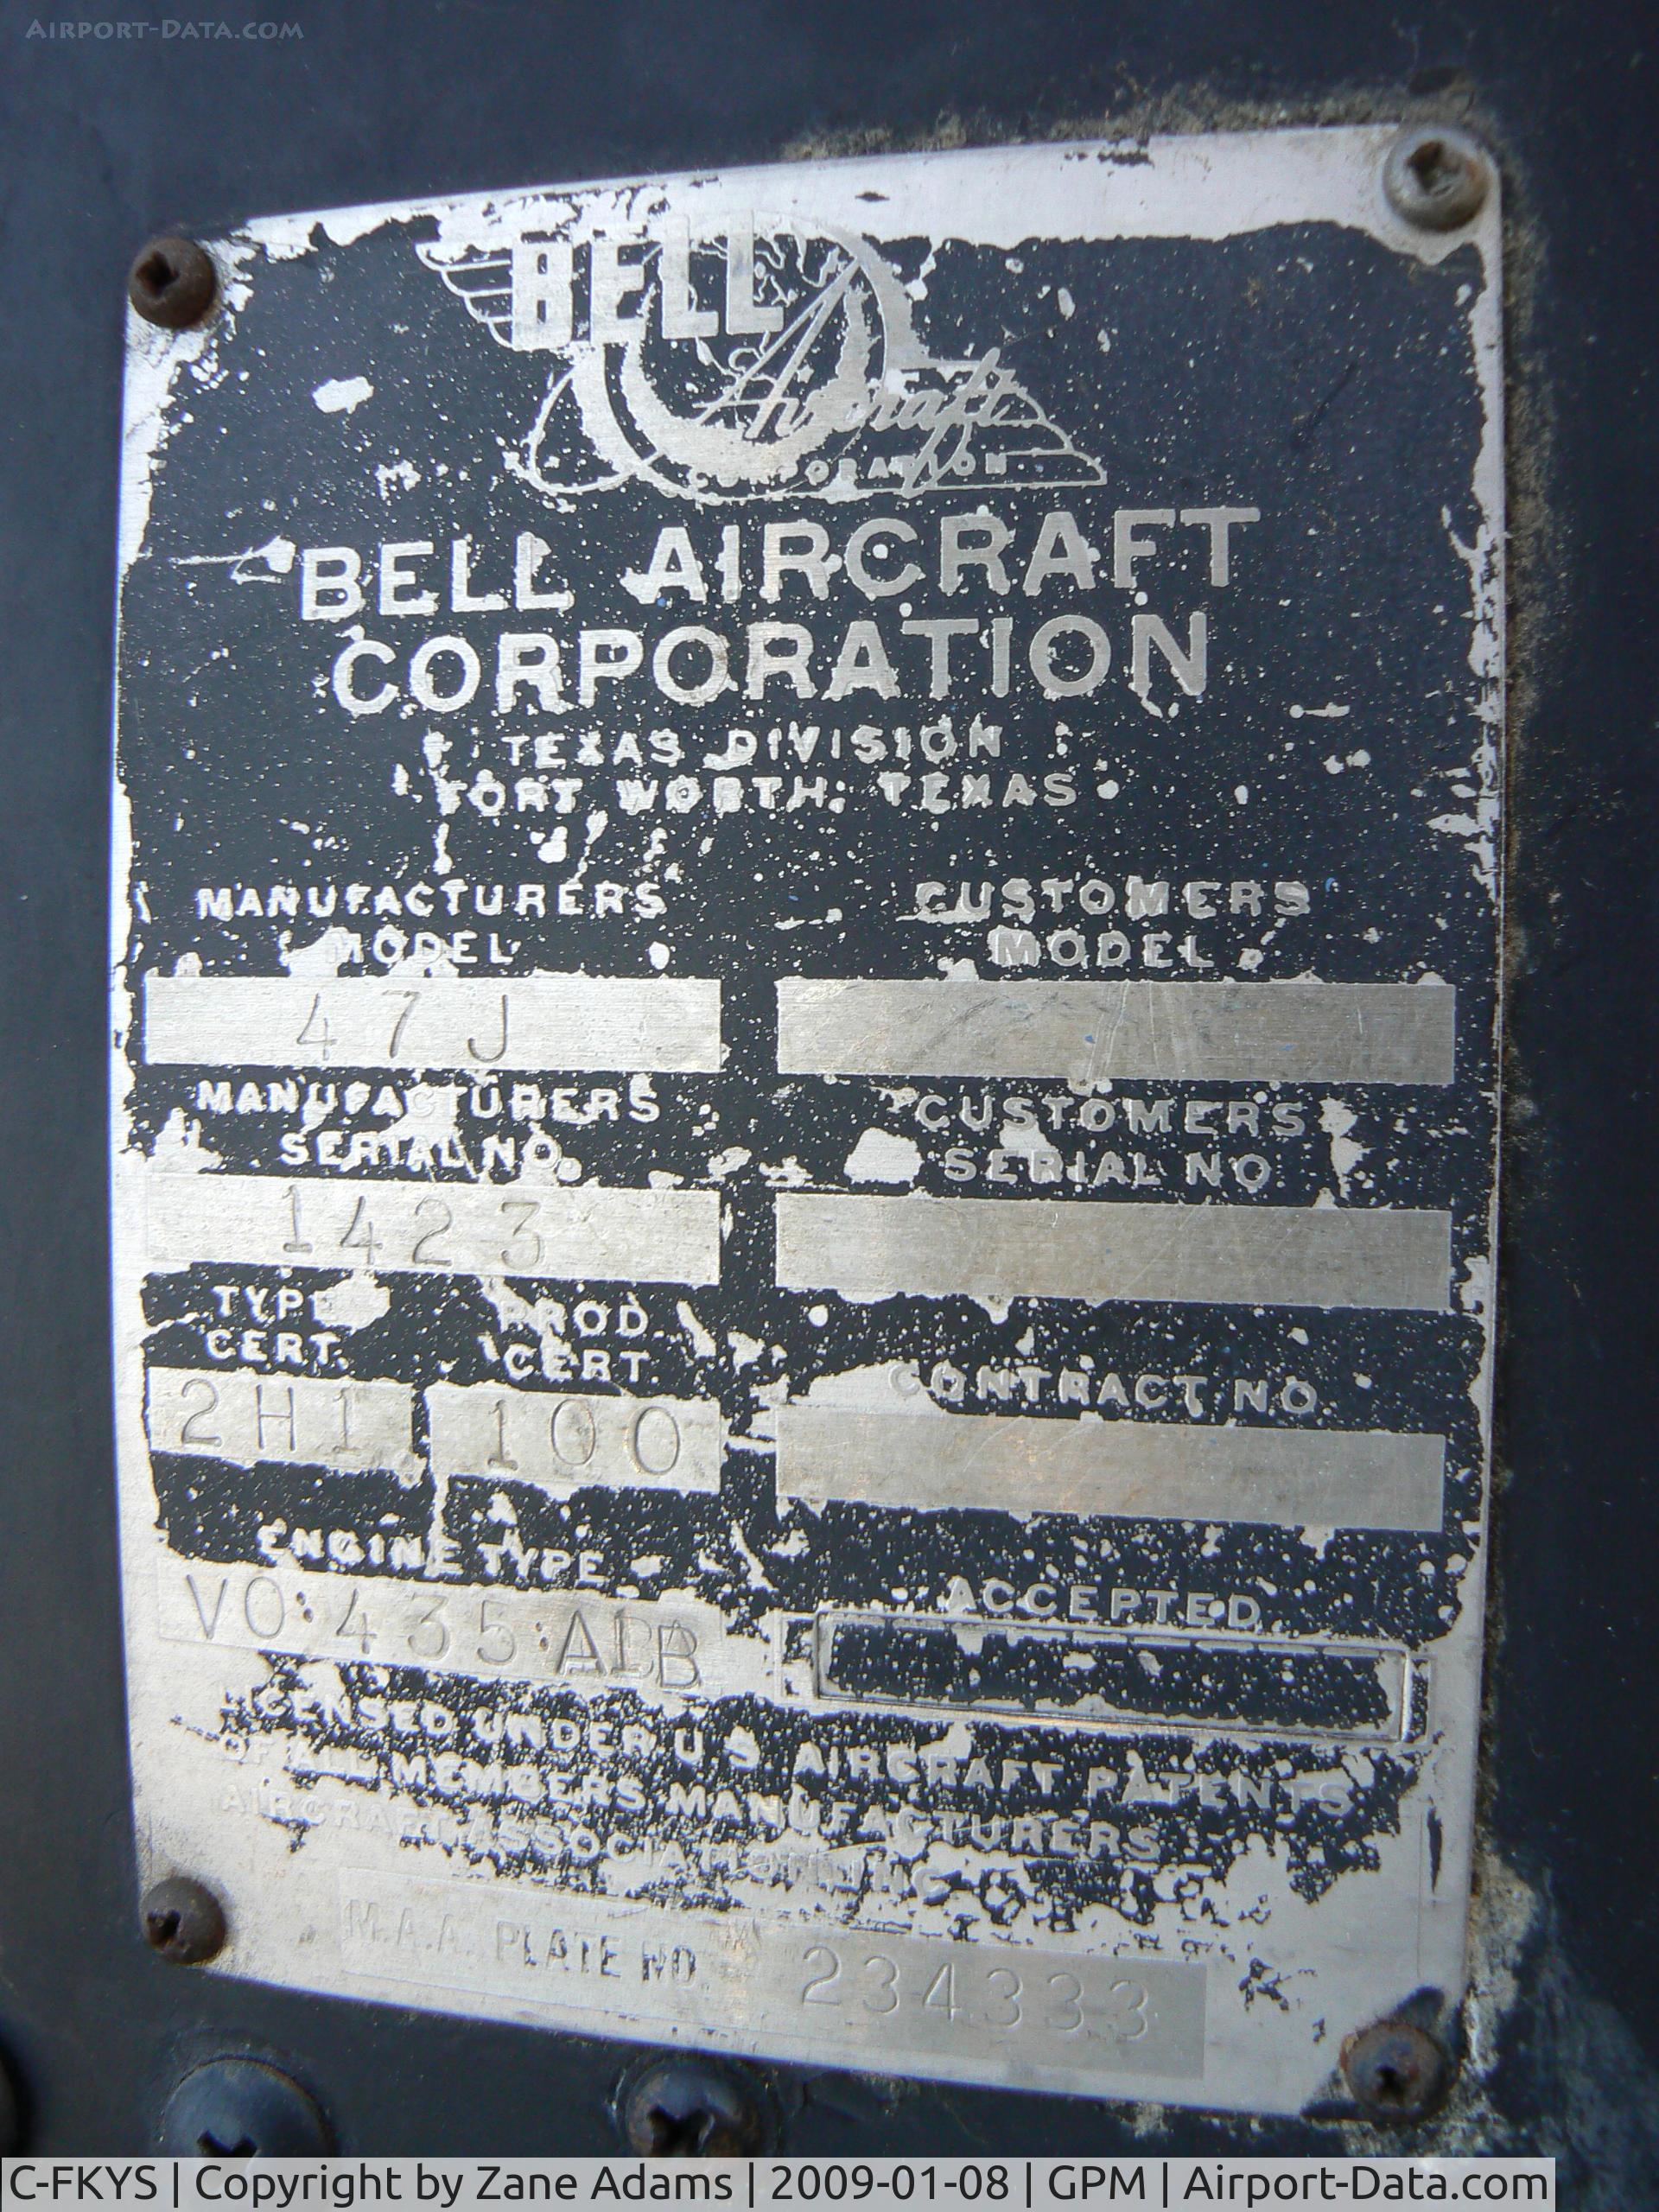 AIRPORT-DATA.COM
BELL
Aircraft
CORPORATION
BELL AIRCRAFT
CORPORATION
TEXAS DIVISION
FORT WORTH, TEXAS
MANUFACTURERS
MODEL
CUSTOMERS
MODEL
47J
MANUFACTURERS
SERIAL NO.
CUSTOMERS
SERIAL NO.
1423
TYPE
CERT.
PROD.
CERT.
CONTRACT NO.
2H1 100
ENGINE TYPE
ACCEPTED
VO:435:A1B
CENSED UNDER U S AIRCRAFT PATENTS
OF ALL MEMBERS MANUFACTURERS
AIRCRAFT ASSOCIATION INC
M.A.A. PLATE NO. 234333
C-FKYS | Copyright by Zane Adams | 2009-01-08 | GPM | Airport-Data.com